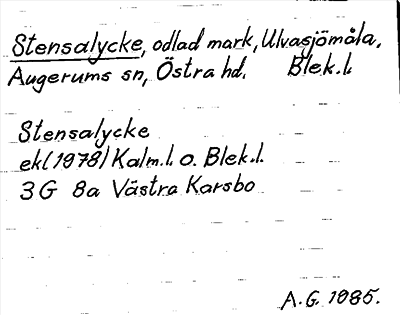 Stensalycke, odlad mark, Ulvasjömåla,
Augerums sn, Östra hd. Blek.l.
Stensalycke
ek(1978) Kalm.l. o. Blek.l.
3G 8a Västra Karsbo
A.G. 1985.